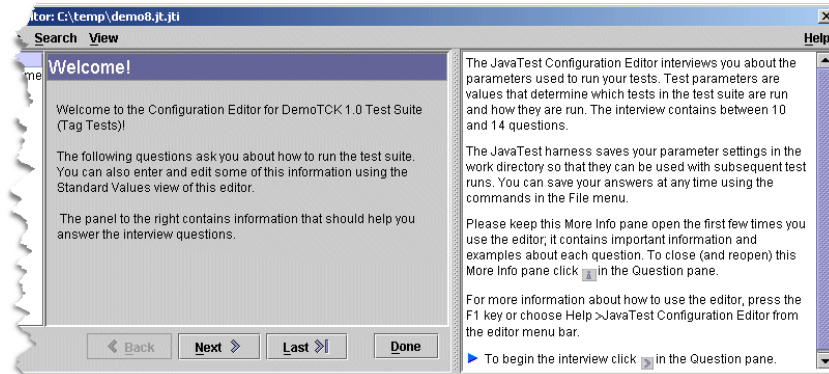 itor: C:\temp\demo8.jt.jti
Search View Help
me
Welcome!
Welcome to the Configuration Editor for DemoTCK 1.0 Test Suite
(Tag Tests)!
The following questions ask you about how to run the test suite.
You can also enter and edit some of this information using the
Standard Values view of this editor.
The panel to the right contains information that should help you
answer the interview questions.
Back Next Last Done
The JavaTest Configuration Editor interviews you about the
parameters used to run your tests. Test parameters are
values that determine which tests in the test suite are run
and how they are run. The interview contains between 10
and 14 questions.
The JavaTest harness saves your parameter settings in the
work directory so that they can be used with subsequent test
runs. You can save your answers at any time using the
commands in the File menu.
Please keep this More Info pane open the first few times you
use the editor; it contains important information and
examples about each question. To close (and reopen) this
More Info pane click in the Question pane.
For more information about how to use the editor, press the
F1 key or choose Help >JavaTest Configuration Editor from
the editor menu bar.
To begin the interview click in the Question pane.